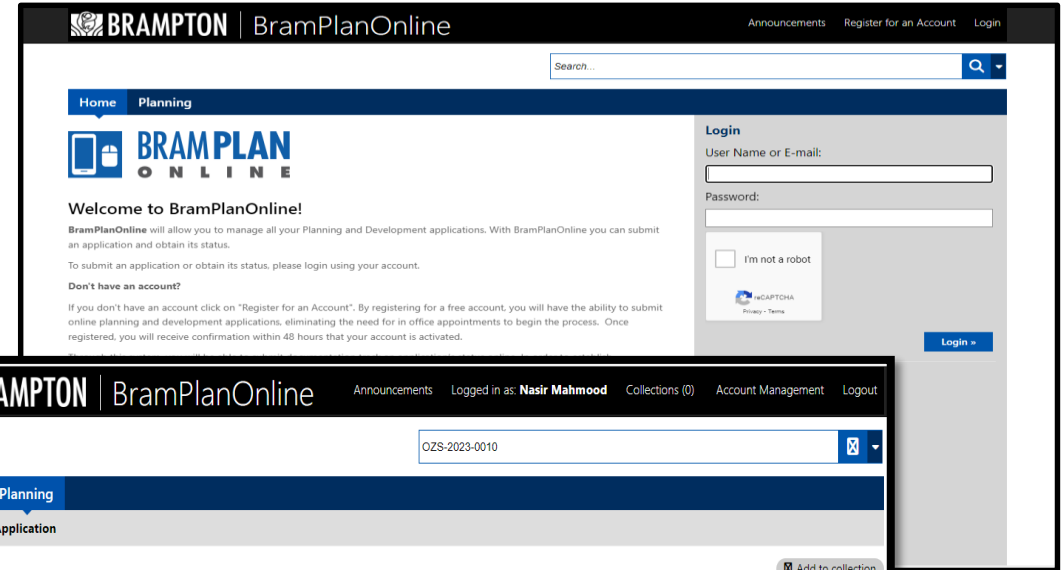 BRAMPTON | BramPlanOnline
Announcements Register for an Account Login
Search...
Home Planning
BRAM PLAN
ONLINE
Welcome to BramPlanOnline!
BramPlanOnline will allow you to manage all your Planning and Development applications. With BramPlanOnline you can submit
an application and obtain its status.
To submit an application or obtain its status, please login using your account.
Don't have an account?
If you don't have an account click on "Register for an Account". By registering for a free account, you will have the ability to submit
online planning and development applications, eliminating the need for in office appointments to begin the process. Once
registered, you will receive confirmation within 48 hours that your account is activated.
Login
User Name or E-mail:
Password:
I'm not a robot
reCAPTCHA
Privacy - Terms
Login »
AMPTON | BramPlanOnline
Announcements Logged in as: Nasir Mahmood Collections (0) Account Management Logout
OZS-2023-0010
Planning
Application
Add to collection